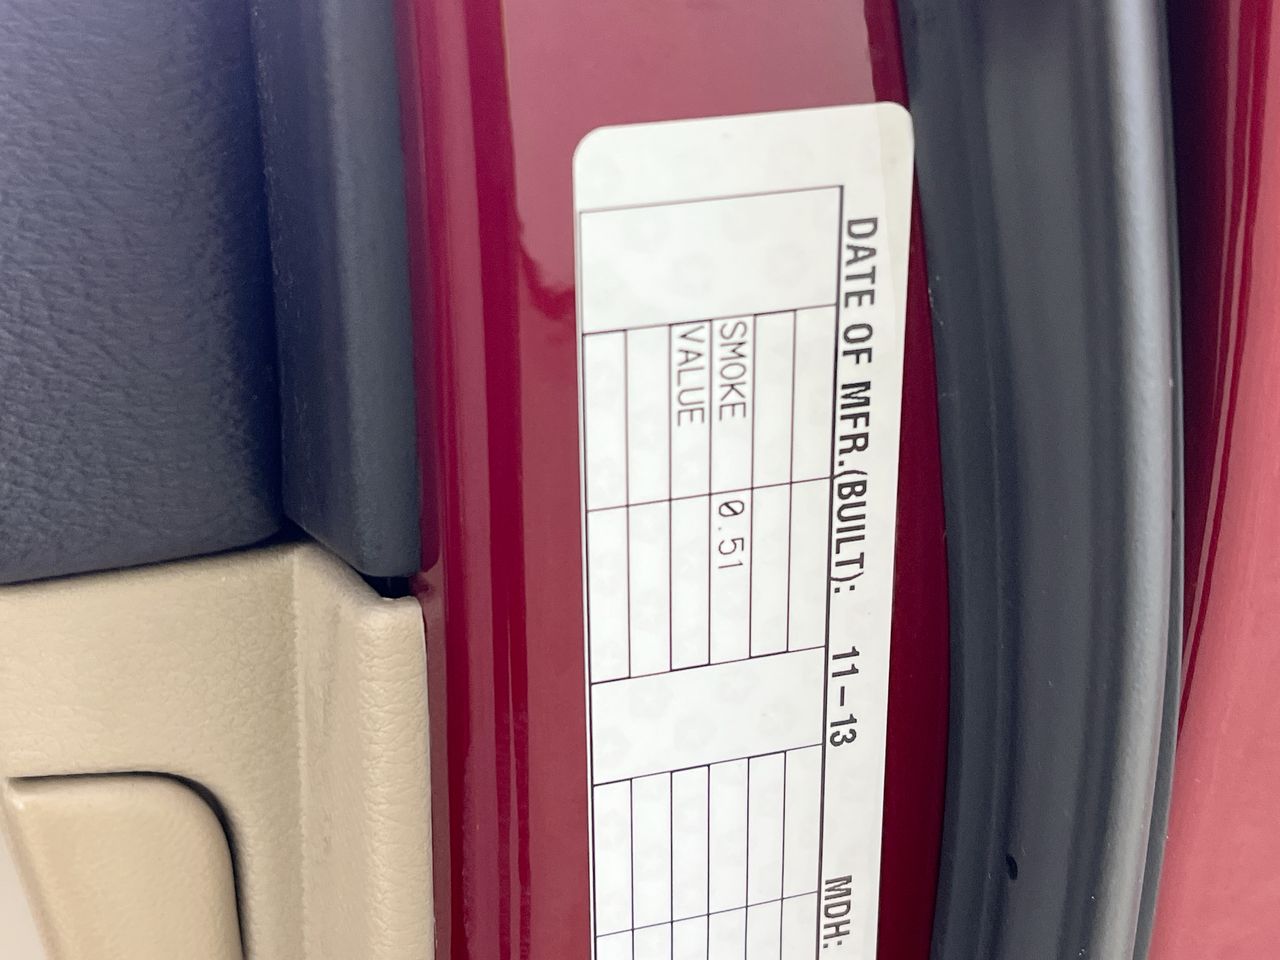 DATE OF MFR.(BUILT): 11-13 MDH:
SMOKE 0.51
VALUE